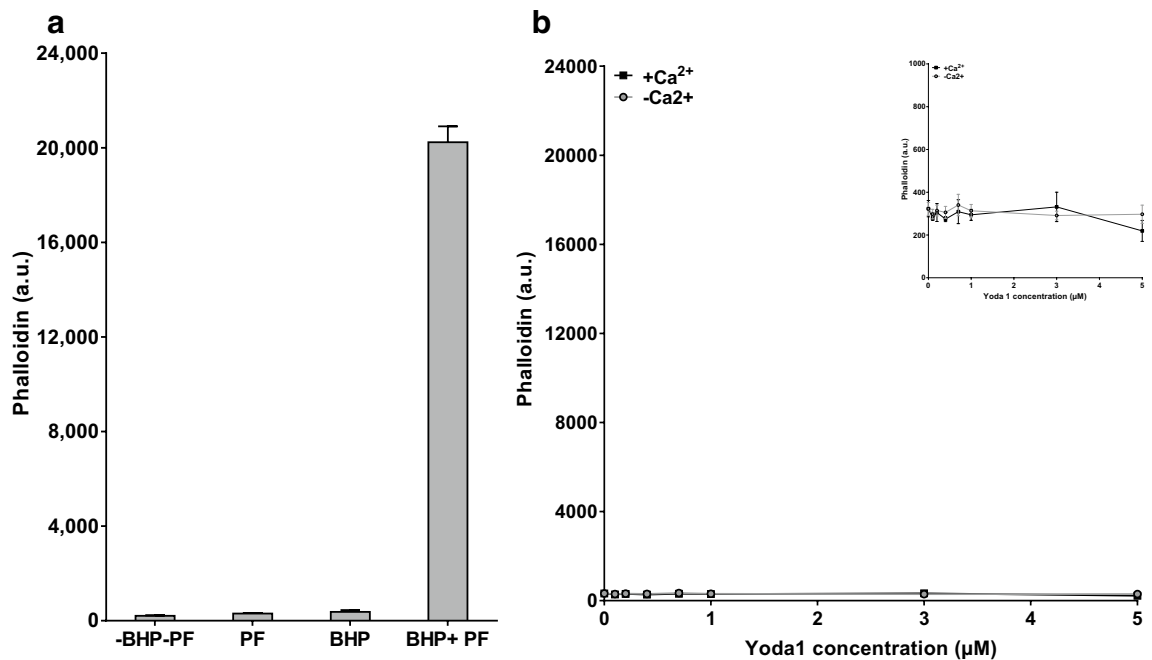 a
24,000
20,000
16,000
12,000
8,000
4,000
0
Phalloidin (a.u.)
-BHP-PF PF BHP BHP+ PF
b
24000
20000
16000
12000
8000
4000
0
Phalloidin (a.u.)
+Ca²⁺
-Ca2+
0 1 2 3 4 5
Yoda1 concentration (µM)
1000
800
600
400
200
0
Phalloidin (a.u.)
+Ca²⁺
-Ca2+
0 1 2 3 4 5
Yoda 1 concentration (µM)